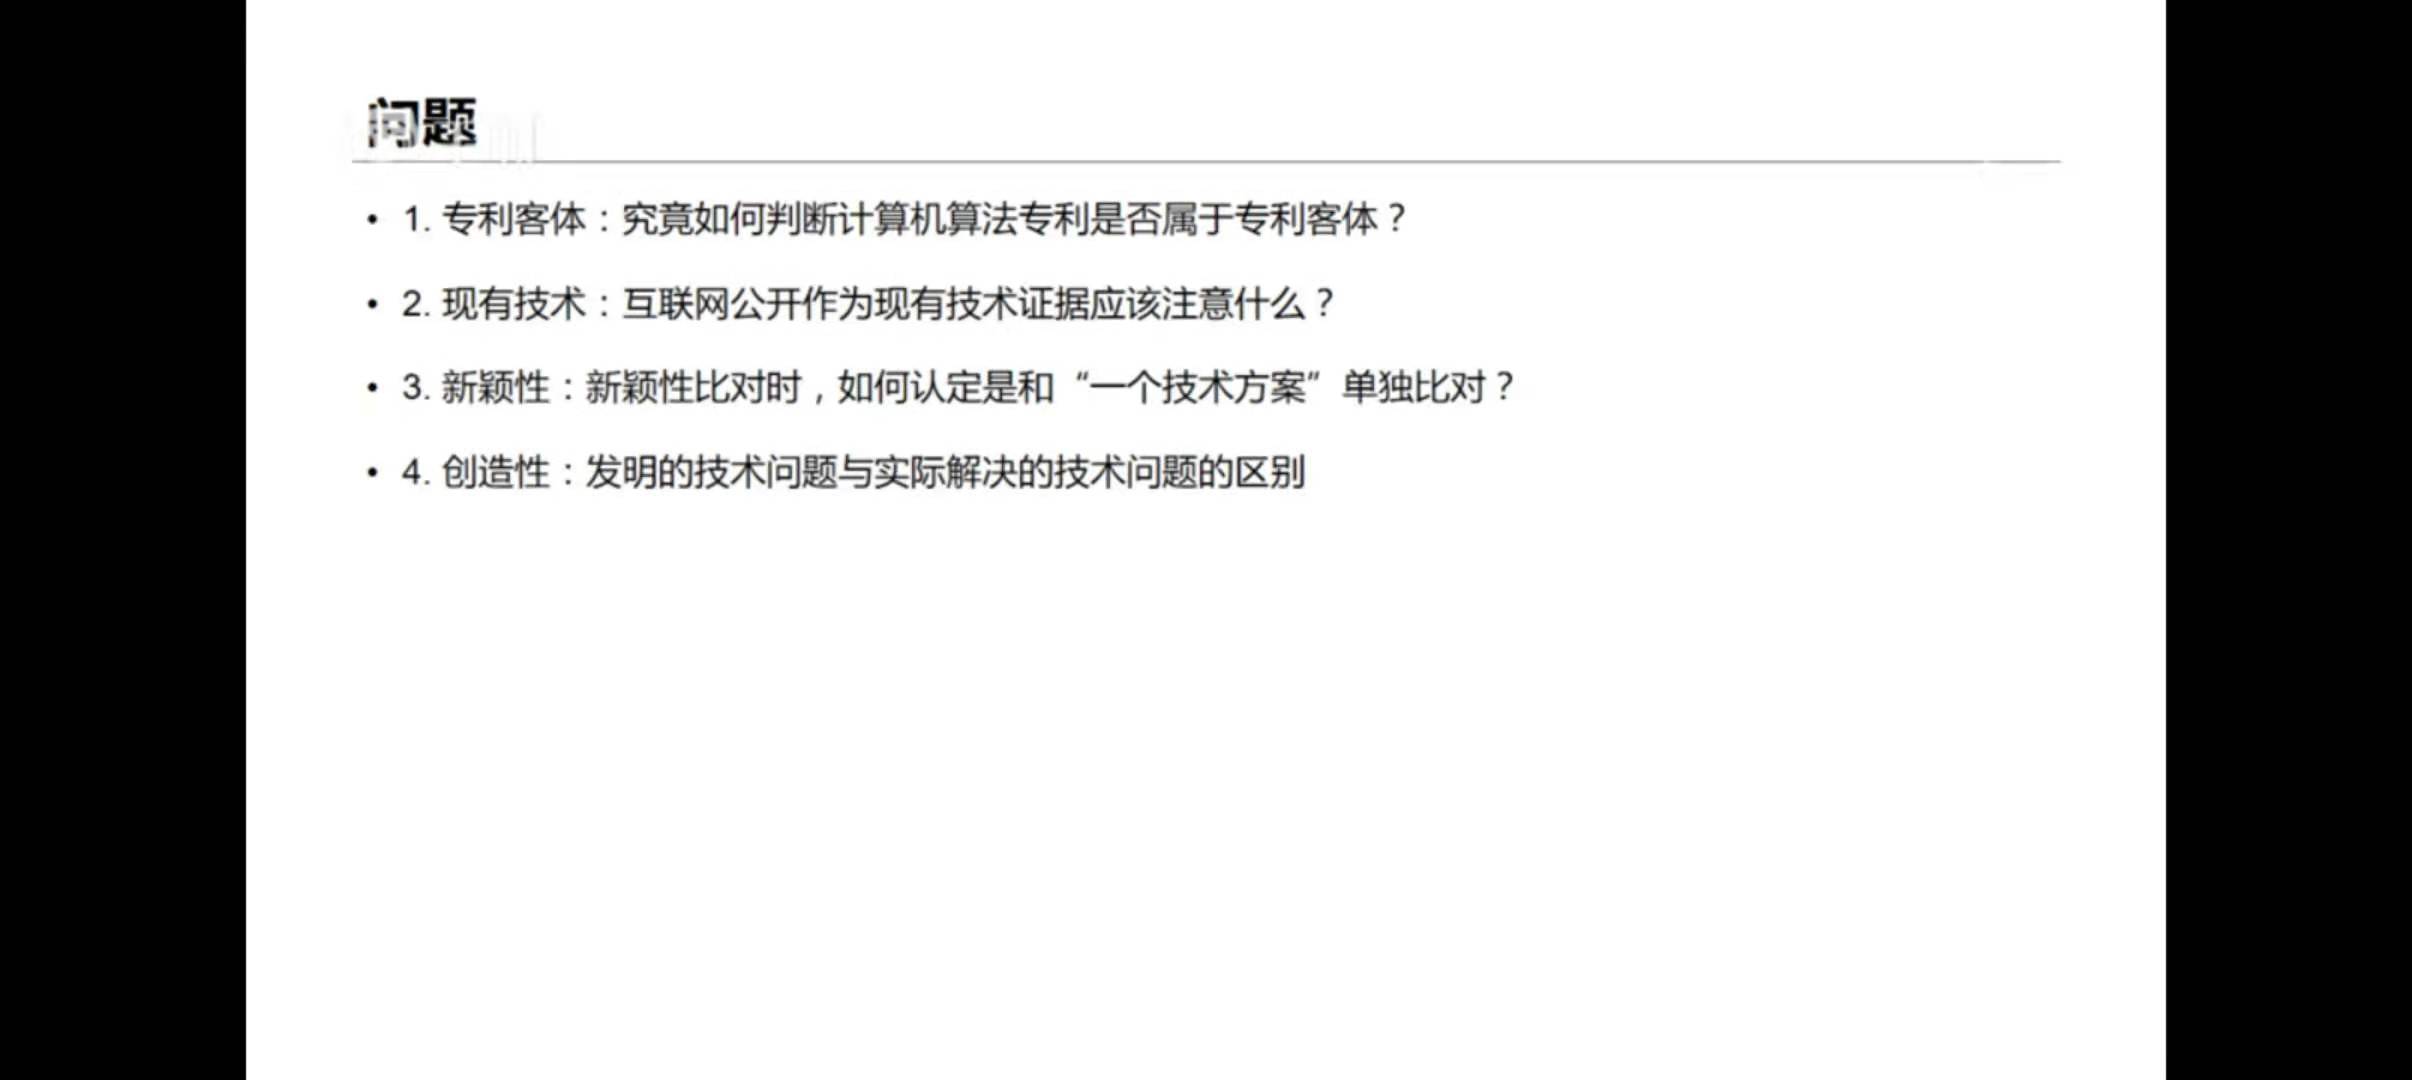 问题
• 1. 专利客体：究竟如何判断计算机算法专利是否属于专利客体？
• 2. 现有技术：互联网公开作为现有技术证据应该注意什么？
• 3. 新颖性：新颖性比对时，如何认定是和“一个技术方案”单独比对？
• 4. 创造性：发明的技术问题与实际解决的技术问题的区别